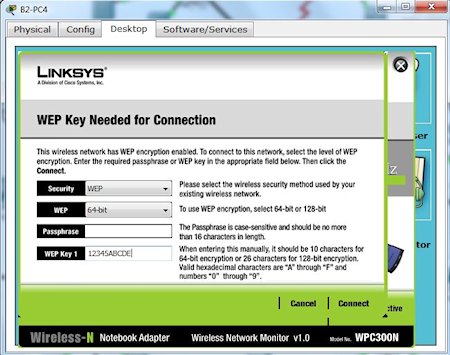 B2-PC4
Physical Config Desktop Software/Services
LINKSYS®
A Division of Cisco Systems, Inc.
WEP Key Needed for Connection
This wireless network has WEP encryption enabled. To connect to this network, select the level of WEP
encryption. Enter the required passphrase or WEP key in the appropriate field below. Then click the
Connect.
Security WEP Please select the wireless security method used by your
existing wireless network.
WEP 64-bit To use WEP encryption, select 64-bit or 128-bit
Passphrase The Passphrase is case-sensitive and should be no more
than 16 characters in length.
WEP Key 1 12345ABCDE When entering this manually, it should be 10 characters for
64-bit encryption or 26 characters for 128-bit encryption.
Valid hexadecimal characters are "A" through "F" and
numbers "0" through "9".
Cancel Connect
Wireless-N Notebook Adapter Wireless Network Monitor v1.0 Model No. WPC300N